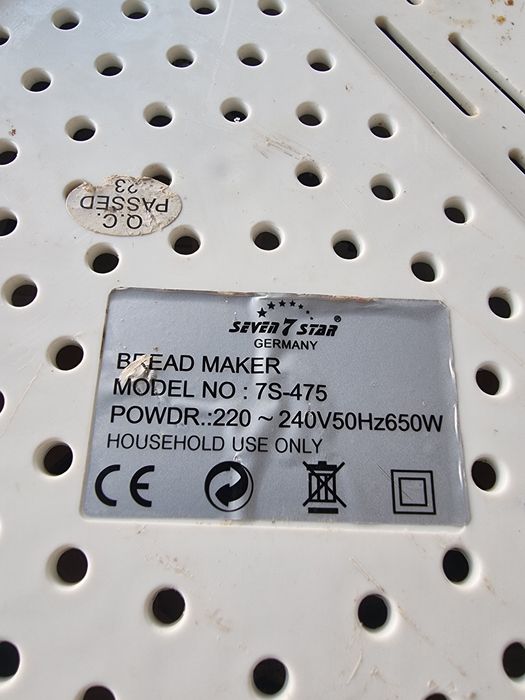 Q.C.
PASSED
23
SEVEN 7 STAR ®
GERMANY
BREAD MAKER
MODEL NO : 7S-475
POWDR.:220 ~ 240V50Hz650W
HOUSEHOLD USE ONLY
CE